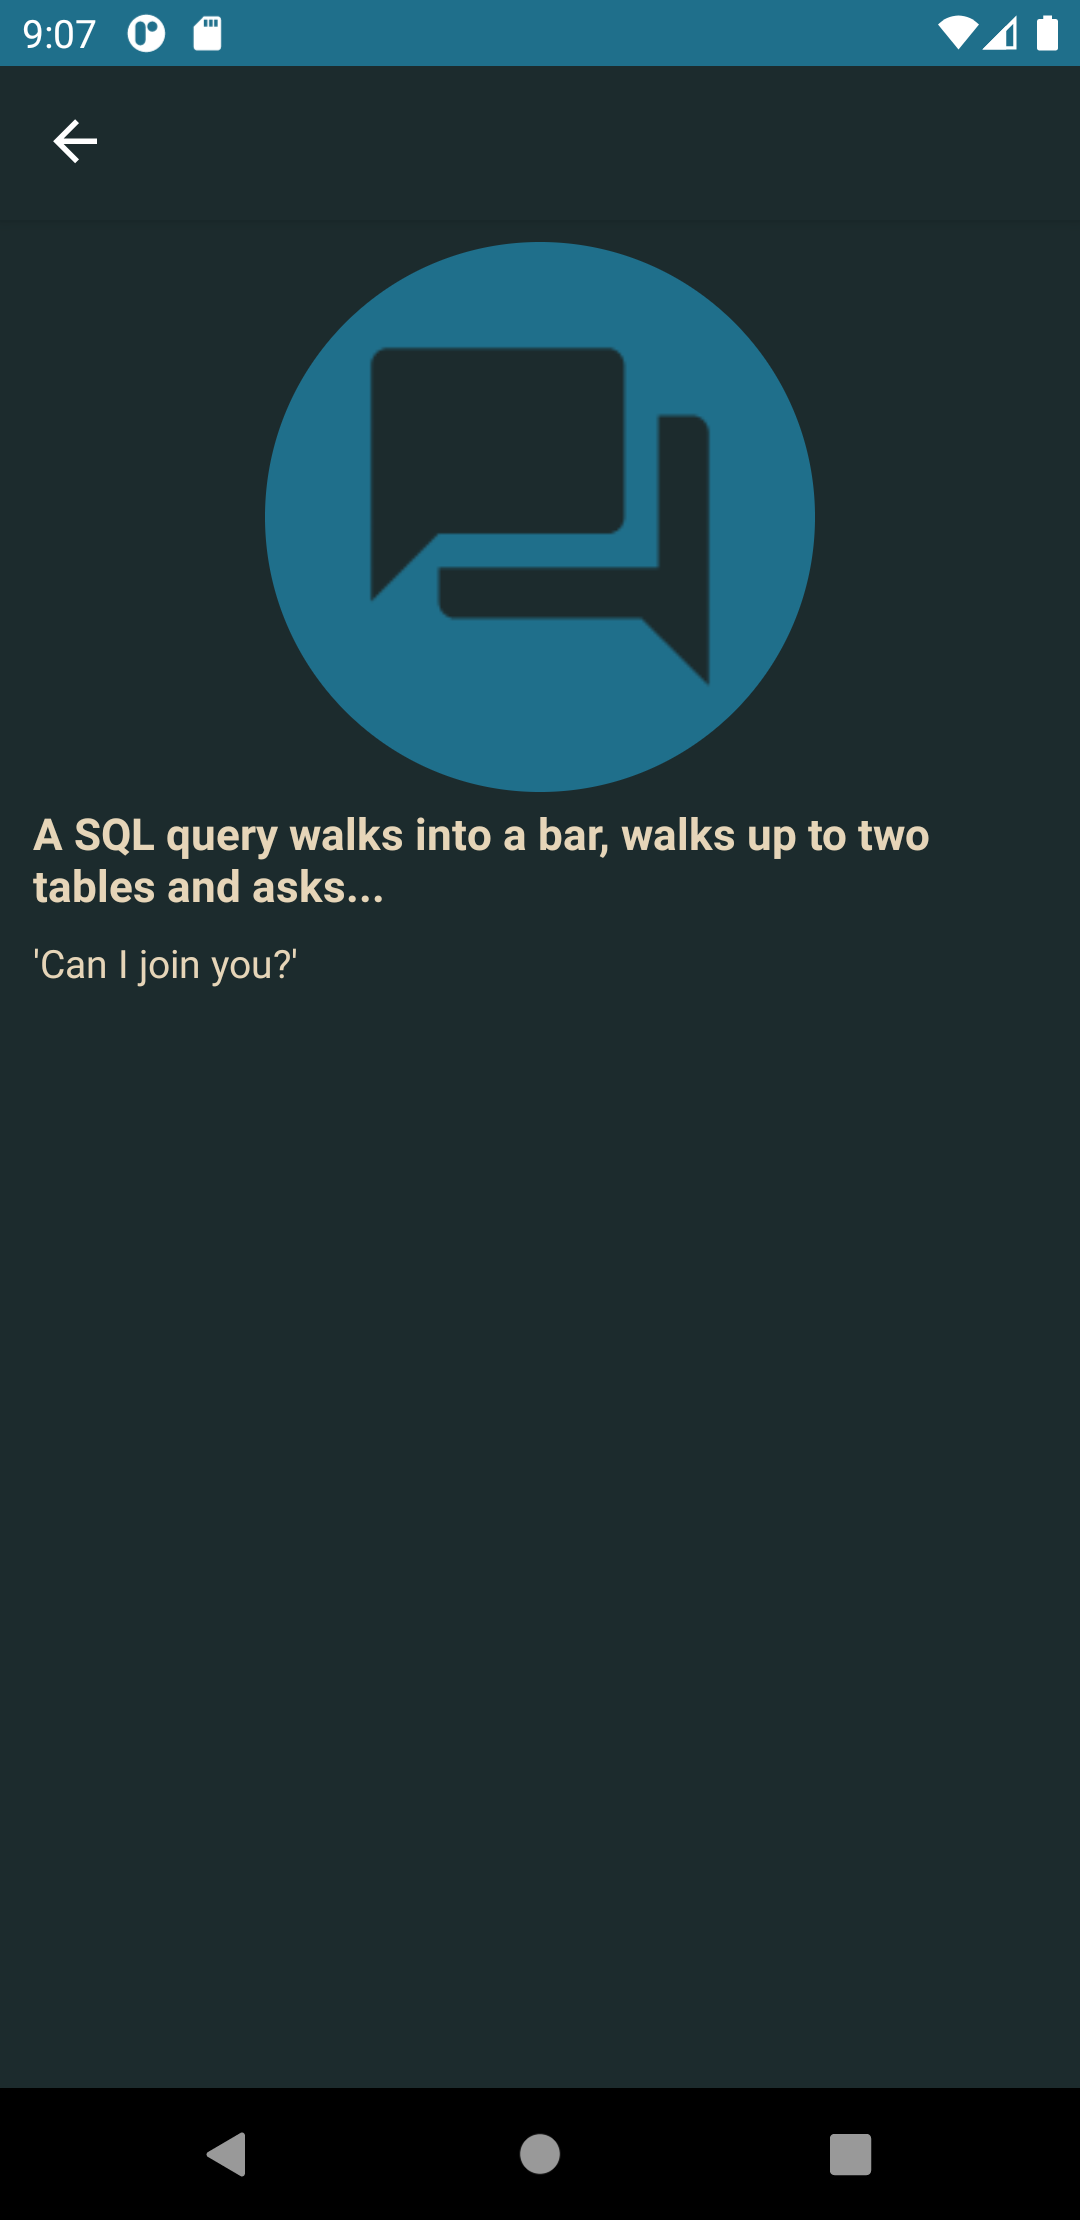 9:07
A SQL query walks into a bar, walks up to two
tables and asks...
'Can I join you?'